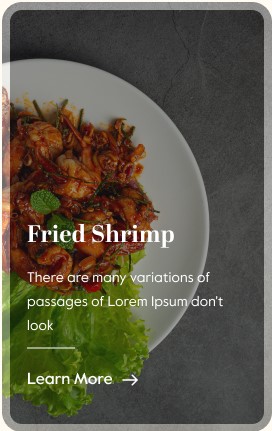 Fried Shrimp
There are many variations of
passages of Lorem Ipsum don't
look
Learn More →